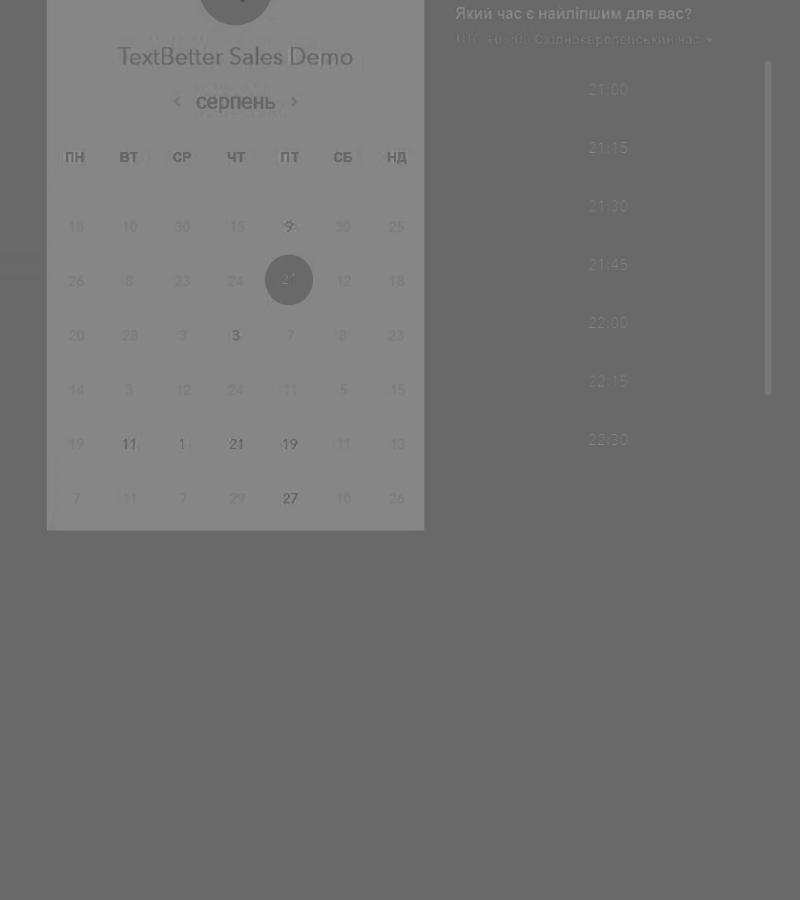 TextBetter Sales Demo
серпень
ПН ВТ СР ЧТ ПТ СБ НД
18 10 30 15 9 30 25
26 8 23 24 21 12 18
20 28 3 3 7 8 23
14 3 12 24 11 5 15
19 11 1 21 19 11 13
7 11 7 29 27 10 26
Який час є найліпшим для вас?
Східноєвропейський час
21:00
21:15
21:30
21:45
22:00
22:15
22:30